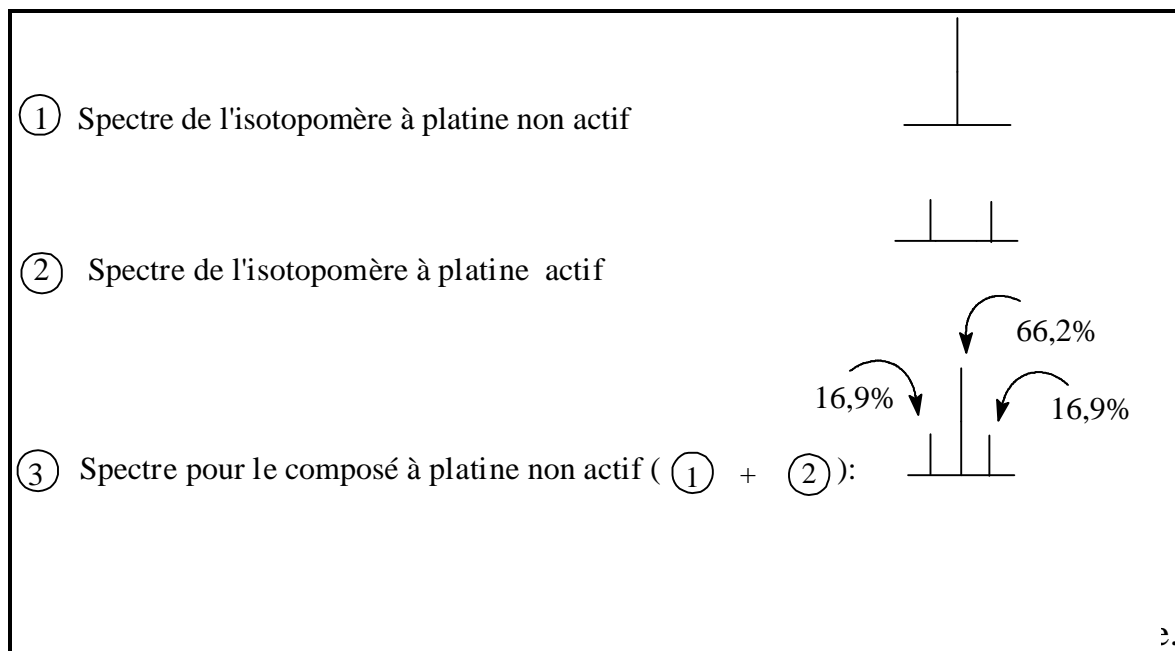 1 Spectre de l'isotopomère à platine non actif
2 Spectre de l'isotopomère à platine actif
66,2%
16,9%
16,9%
3 Spectre pour le composé à platine non actif ( 1 + 2 ):
e.